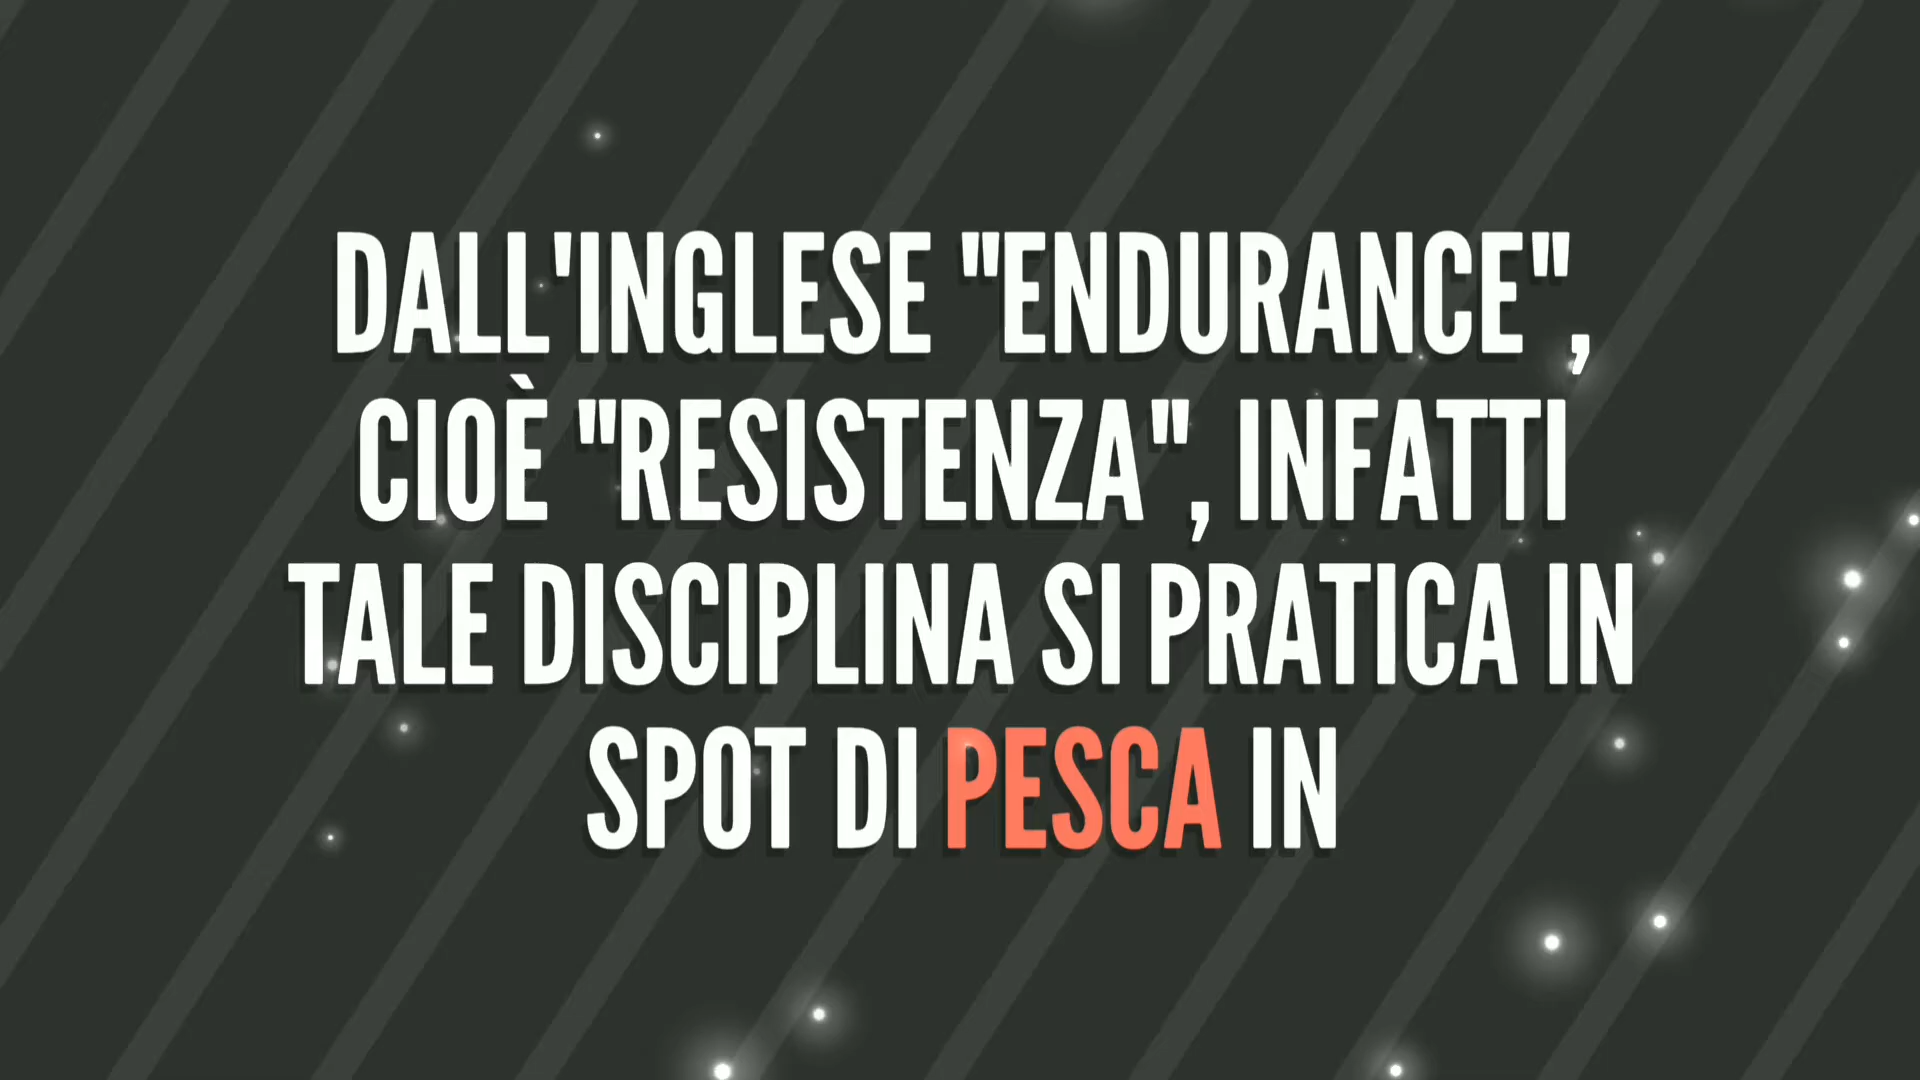 DALL'INGLESE "ENDURANCE",
CIOÈ "RESISTENZA", INFATTI
TALE DISCIPLINA SI PRATICA IN
SPOT DI PESCA IN